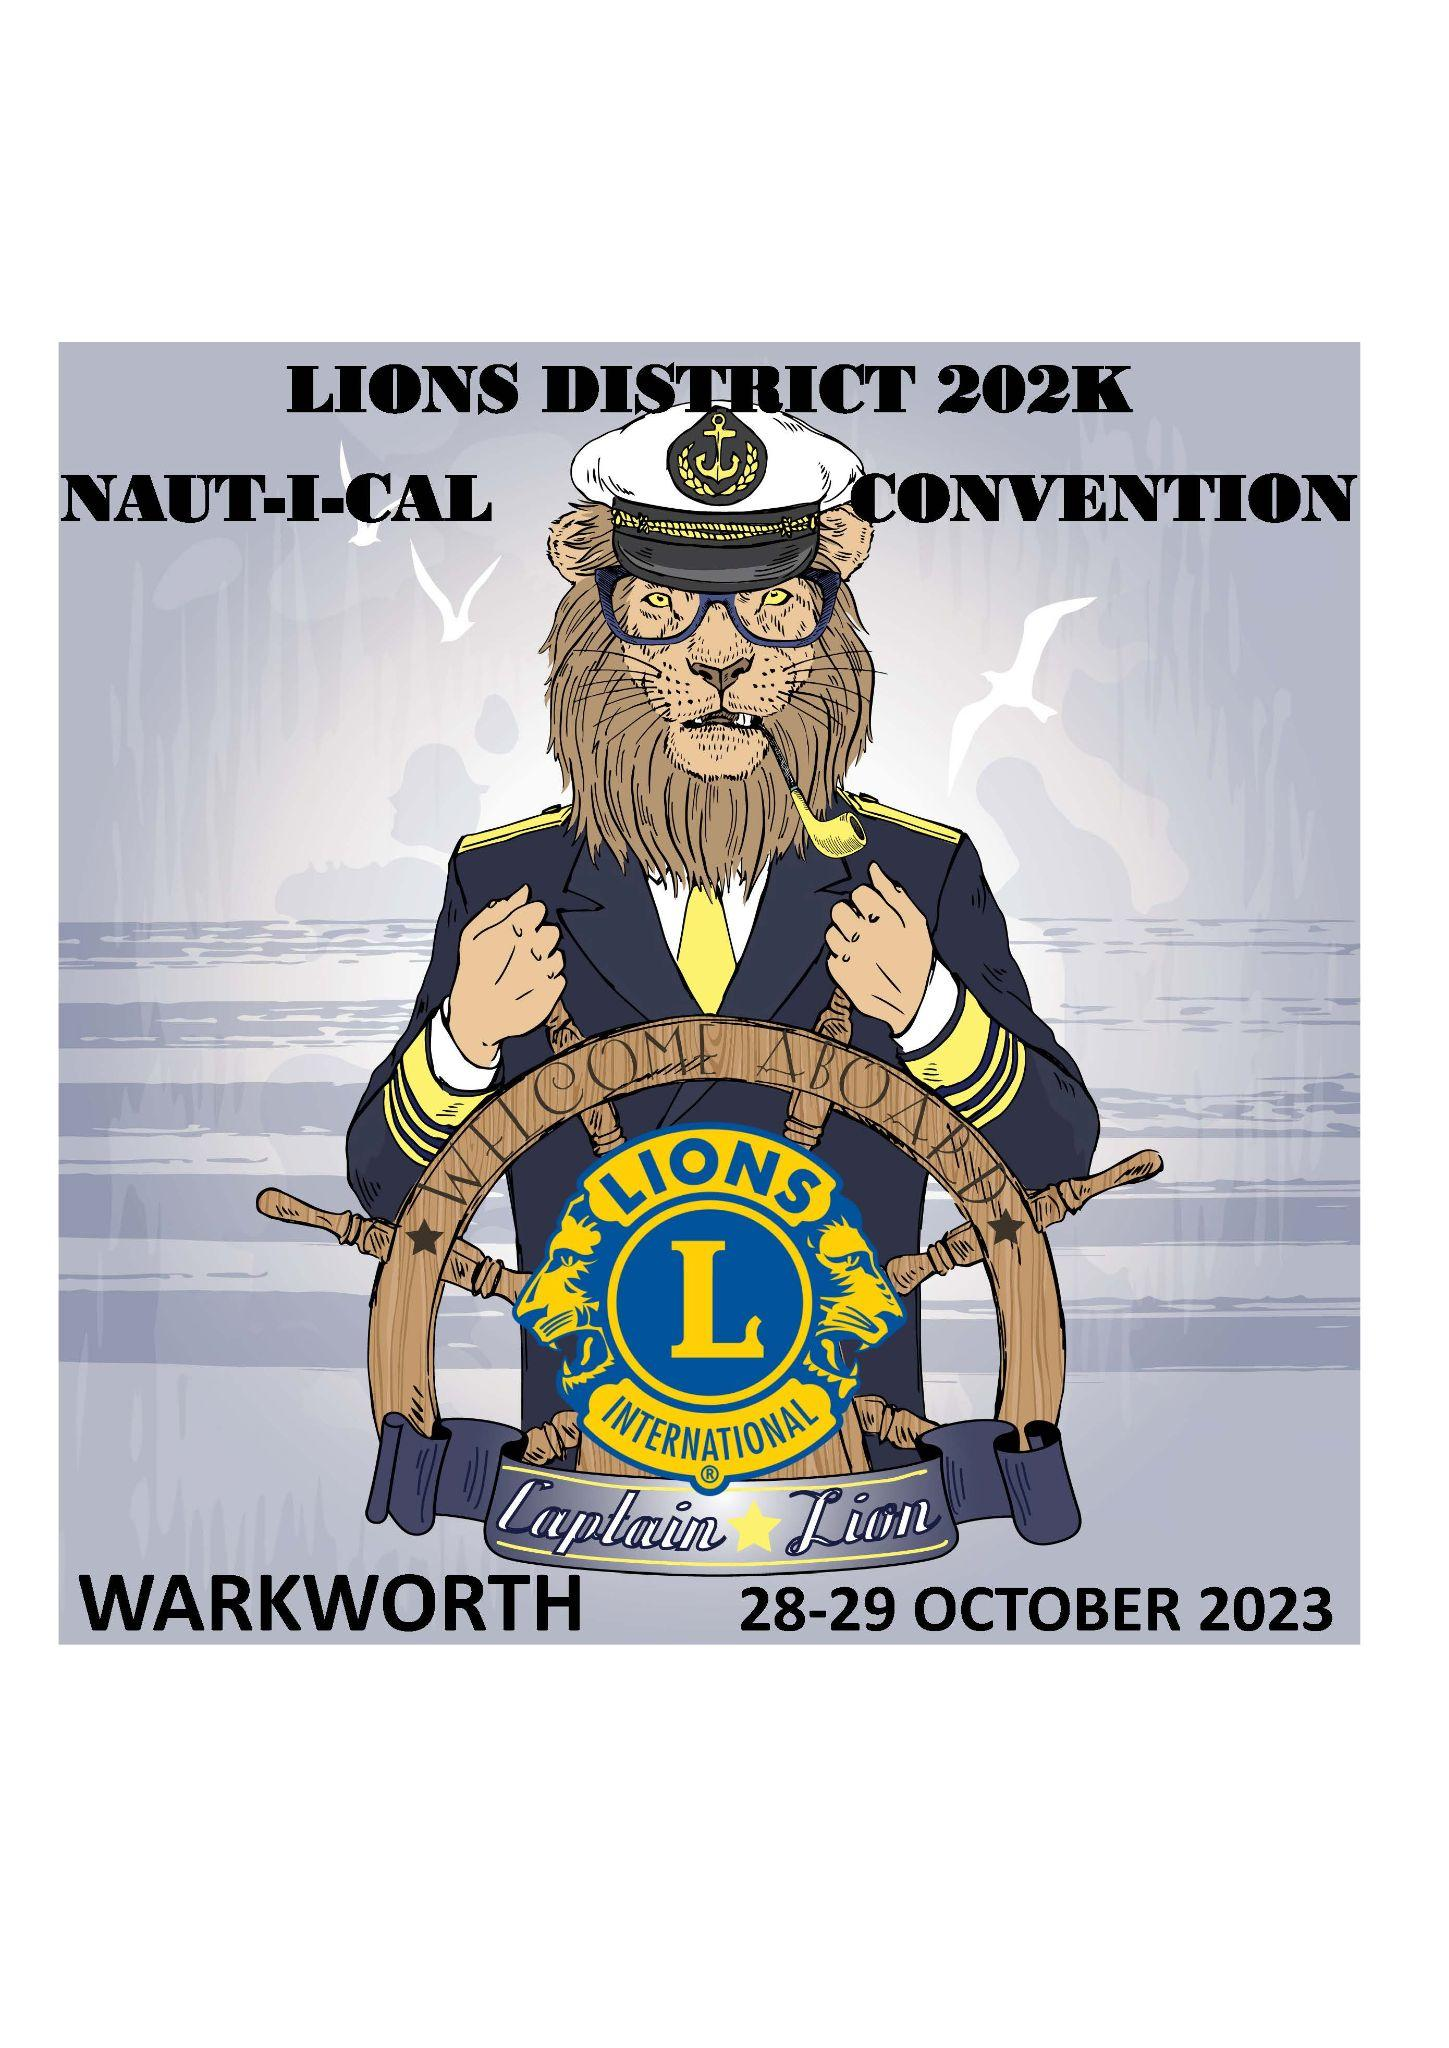 LIONS DISTRICT 202K
NAUT-I-CAL CONVENTION
WELCOME ABOARD
LIONS
L
INTERNATIONAL
®
Captain Lion
WARKWORTH 28-29 OCTOBER 2023